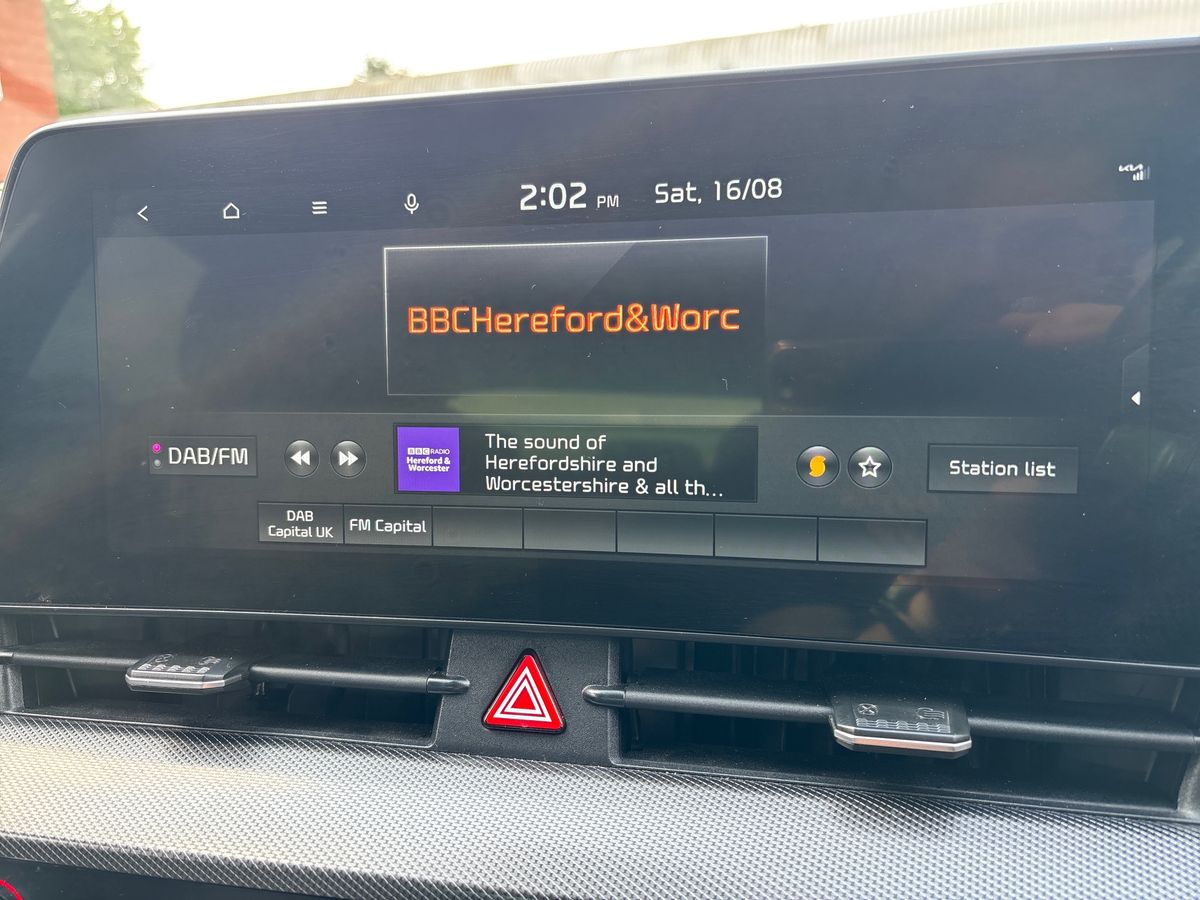 2:02 PM Sat, 16/08
KIA
BBCHereford&Worc
DAB/FM
BBC RADIO
Hereford &
Worcester
The sound of
Herefordshire and
Worcestershire & all th...
Station list
DAB
Capital UK
FM Capital